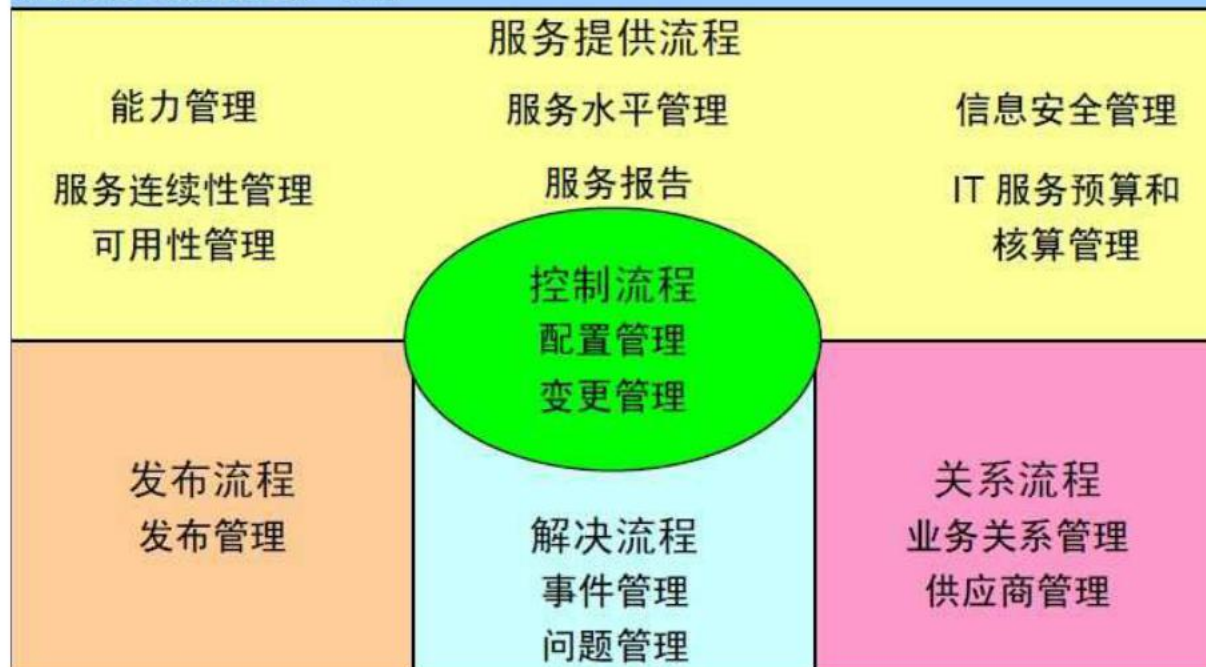 服务提供流程
能力管理
服务水平管理
信息安全管理
服务连续性管理
可用性管理
服务报告
IT 服务预算和
核算管理
控制流程
配置管理
变更管理
发布流程
发布管理
解决流程
事件管理
问题管理
关系流程
业务关系管理
供应商管理